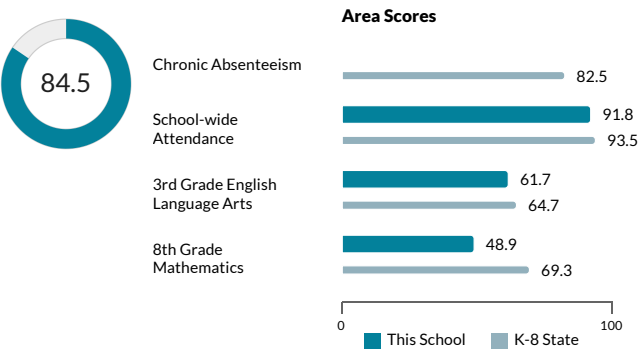 Area Scores
84.5
Chronic Absenteeism
82.5
School-wide
Attendance
91.8
93.5
3rd Grade English
Language Arts
61.7
64.7
8th Grade
Mathematics
48.9
69.3
0
100
This School
K-8 State